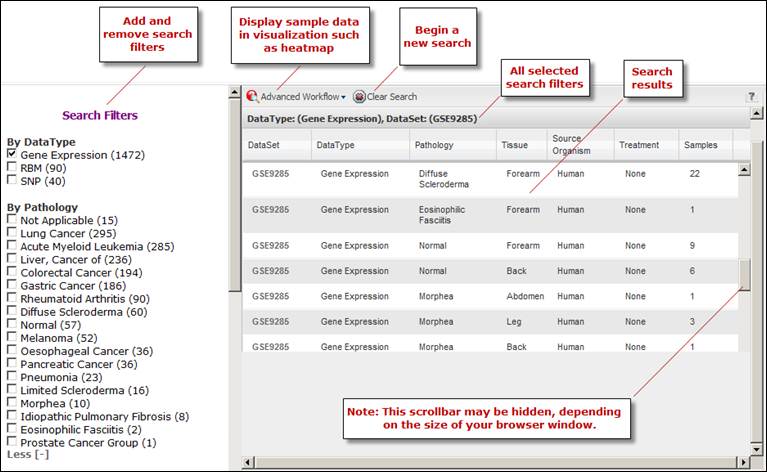 Add and
remove search
filters
Display sample data
in visualization such
as heatmap
Begin a
new search
All selected
search filters
Search
results
Search Filters
By DataType
Gene Expression (1472)
RBM (90)
SNP (40)
By Pathology
Not Applicable (15)
Lung Cancer (295)
Acute Myeloid Leukemia (285)
Liver, Cancer of (236)
Colorectal Cancer (194)
Gastric Cancer (186)
Rheumatoid Arthritis (90)
Diffuse Scleroderma (60)
Normal (57)
Melanoma (52)
Oesophageal Cancer (36)
Pancreatic Cancer (36)
Pneumonia (23)
Limited Scleroderma (16)
Morphea (10)
Idiopathic Pulmonary Fibrosis (8)
Eosinophilic Fasciitis (2)
Prostate Cancer Group (1)
Less [-]
Advanced Workflow Clear Search ?
DataType: (Gene Expression), DataSet: (GSE9285)
DataSet DataType Pathology Tissue Source Organism Treatment Samples
GSE9285 Gene Expression Diffuse Scleroderma Forearm Human None 22
GSE9285 Gene Expression Eosinophilic Fasciitis Forearm Human None 1
GSE9285 Gene Expression Normal Forearm Human None 9
GSE9285 Gene Expression Normal Back Human None 6
GSE9285 Gene Expression Morphea Abdomen Human None 1
GSE9285 Gene Expression Morphea Leg Human None 3
GSE9285 Gene Expression Morphea Back Human None 1
Note: This scrollbar may be hidden, depending
on the size of your browser window.